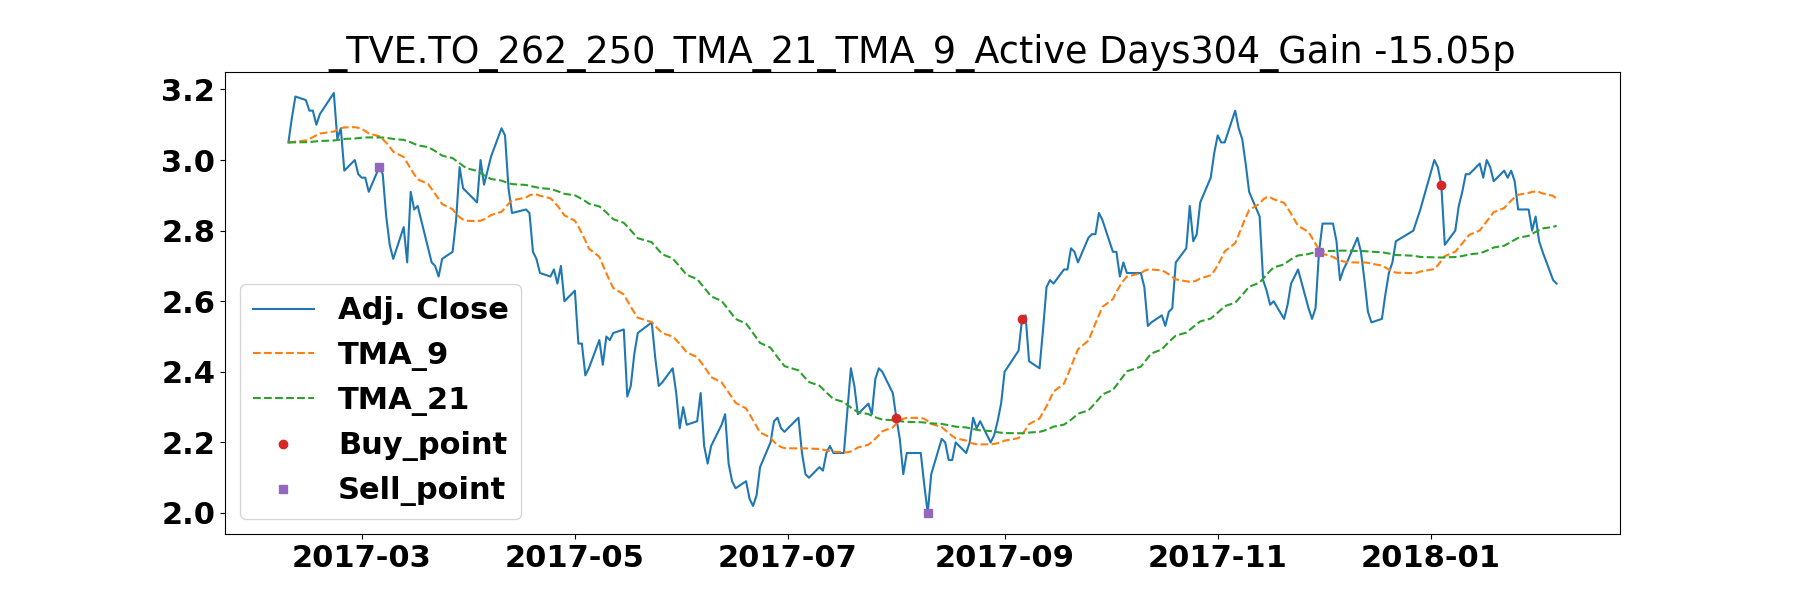 _TVE.TO_262_250_TMA_21_TMA_9_Active Days304_Gain -15.05p
3.2
3.0
2.8
2.6
2.4
2.2
2.0
Adj. Close
TMA_9
TMA_21
Buy_point
Sell_point
2017-03
2017-05
2017-07
2017-09
2017-11
2018-01